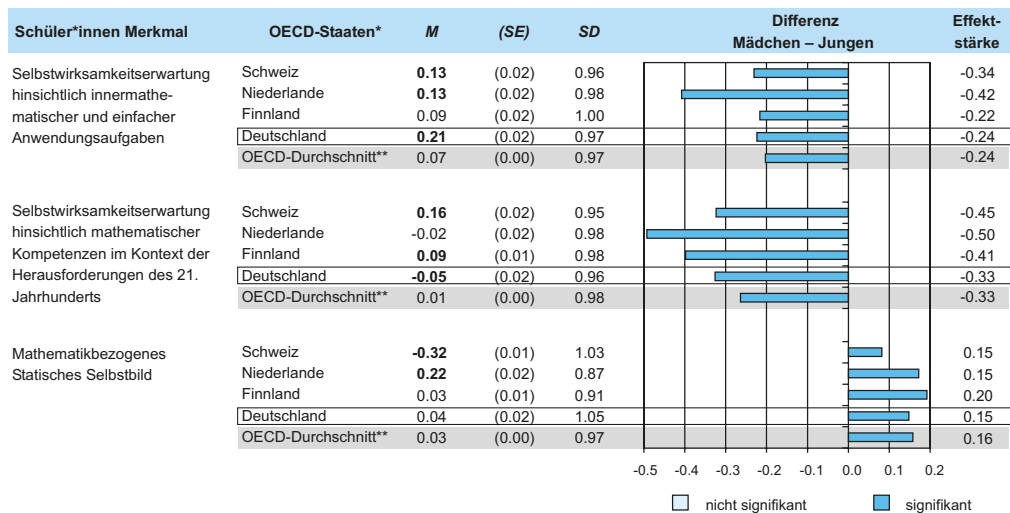 Schüler*innen Merkmal OECD-Staaten* M (SE) SD Differenz Mädchen – Jungen Effekt-stärke
Selbstwirksamkeitserwartung Schweiz 0.13 (0.02) 0.96 -0.34
hinsichtlich innermathe- Niederlande 0.13 (0.02) 0.98 -0.42
matischer und einfacher Finnland 0.09 (0.02) 1.00 -0.22
Anwendungsaufgaben Deutschland 0.21 (0.02) 0.97 -0.24
OECD-Durchschnitt** 0.07 (0.00) 0.97 -0.24
Selbstwirksamkeitserwartung Schweiz 0.16 (0.02) 0.95 -0.45
hinsichtlich mathematischer Niederlande -0.02 (0.02) 0.98 -0.50
Kompetenzen im Kontext der Finnland 0.09 (0.01) 0.98 -0.41
Herausforderungen des 21. Deutschland -0.05 (0.02) 0.96 -0.33
Jahrhunderts OECD-Durchschnitt** 0.01 (0.00) 0.98 -0.33
Mathematikbezogenes Schweiz -0.32 (0.01) 1.03 0.15
Statisches Selbstbild Niederlande 0.22 (0.02) 0.87 0.15
Finnland 0.03 (0.01) 0.91 0.20
Deutschland 0.04 (0.02) 1.05 0.15
OECD-Durchschnitt** 0.03 (0.00) 0.97 0.16
-0.5 -0.4 -0.3 -0.2 -0.1 0.0 0.2
nicht signifikant signifikant